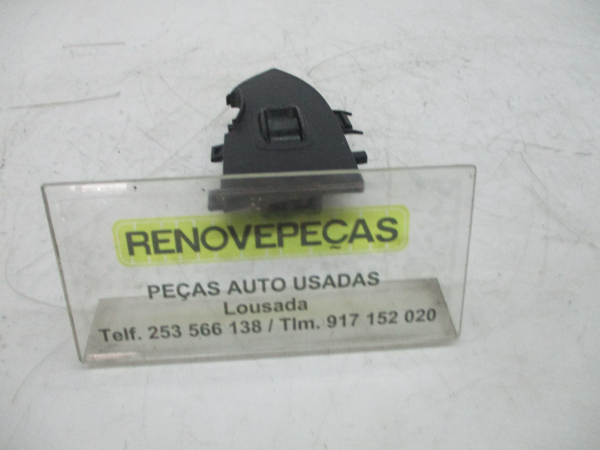 RENOVEPEÇAS
PEÇAS AUTO USADAS
Lousada
Telf. 253 566 138 / Tlm. 917 152 020